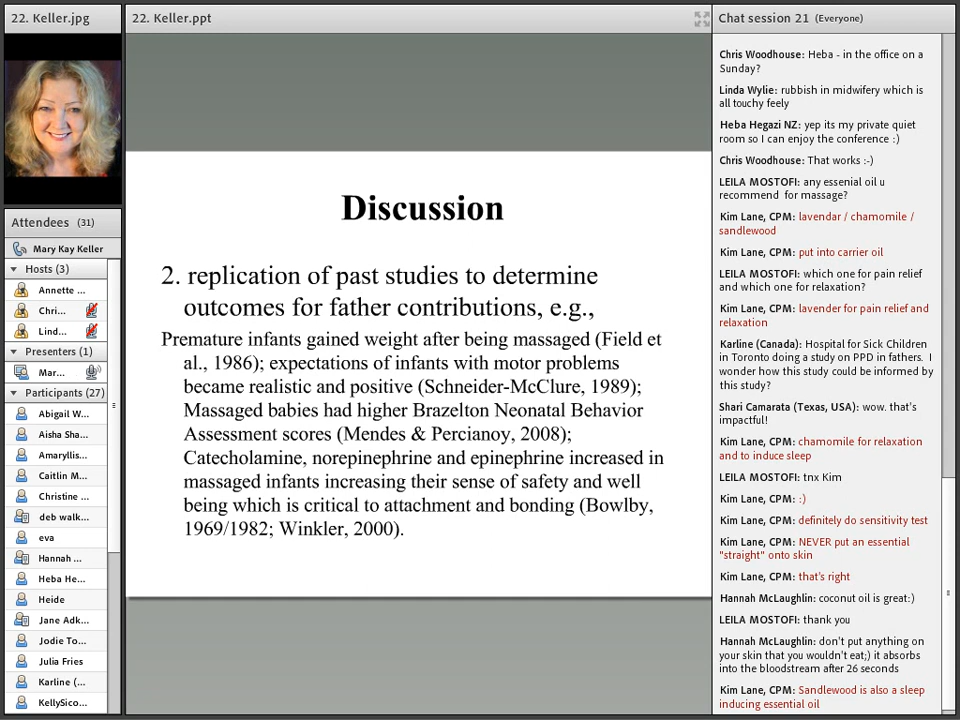 22. Keller.jpg
22. Keller.ppt
Chat session 21 (Everyone)
Attendees (31)
Mary Kay Keller
Hosts (3)
Annette ...
Chri...
Lind...
Presenters (1)
Mar...
Participants (27)
Abigail W...
Aisha Sha...
Amaryllis...
Caitlin M...
Christine ...
deb walk...
eva
Hannah ...
Heba He...
Heide
Jane Adk...
Jodie To...
Julia Fries
Karline (...
KellySico...
Discussion
2. replication of past studies to determine
outcomes for father contributions, e.g.,
Premature infants gained weight after being massaged (Field et
al., 1986); expectations of infants with motor problems
became realistic and positive (Schneider-McClure, 1989);
Massaged babies had higher Brazelton Neonatal Behavior
Assessment scores (Mendes & Percianoy, 2008);
Catecholamine, norepinephrine and epinephrine increased in
massaged infants increasing their sense of safety and well
being which is critical to attachment and bonding (Bowlby,
1969/1982; Winkler, 2000).
Chris Woodhouse: Heba - in the office on a
Sunday?
Linda Wylie: rubbish in midwifery which is
all touchy feely
Heba Hegazi NZ: yep its my private quiet
room so I can enjoy the conference :)
Chris Woodhouse: That works :-)
LEILA MOSTOFI: any essenial oil u
recommend for massage?
Kim Lane, CPM: lavendar / chamomile /
sandlewood
Kim Lane, CPM: put into carrier oil
LEILA MOSTOFI: which one for pain relief
and which one for relaxation?
Kim Lane, CPM: lavender for pain relief and
relaxation
Karline (Canada): Hospital for Sick Children
in Toronto doing a study on PPD in fathers. I
wonder how this study could be informed by
this study?
Shari Camarata (Texas, USA): wow. that's
impactful!
Kim Lane, CPM: chamomile for relaxation
and to induce sleep
LEILA MOSTOFI: tnx Kim
Kim Lane, CPM: :)
Kim Lane, CPM: definitely do sensitivity test
Kim Lane, CPM: NEVER put an essential
"straight" onto skin
Kim Lane, CPM: that's right
Hannah McLaughlin: coconut oil is great:)
LEILA MOSTOFI: thank you
Hannah McLaughlin: don't put anything on
your skin that you wouldn't eat;) it absorbs
into the bloodstream after 26 seconds
Kim Lane, CPM: Sandlewood is also a sleep
inducing essential oil